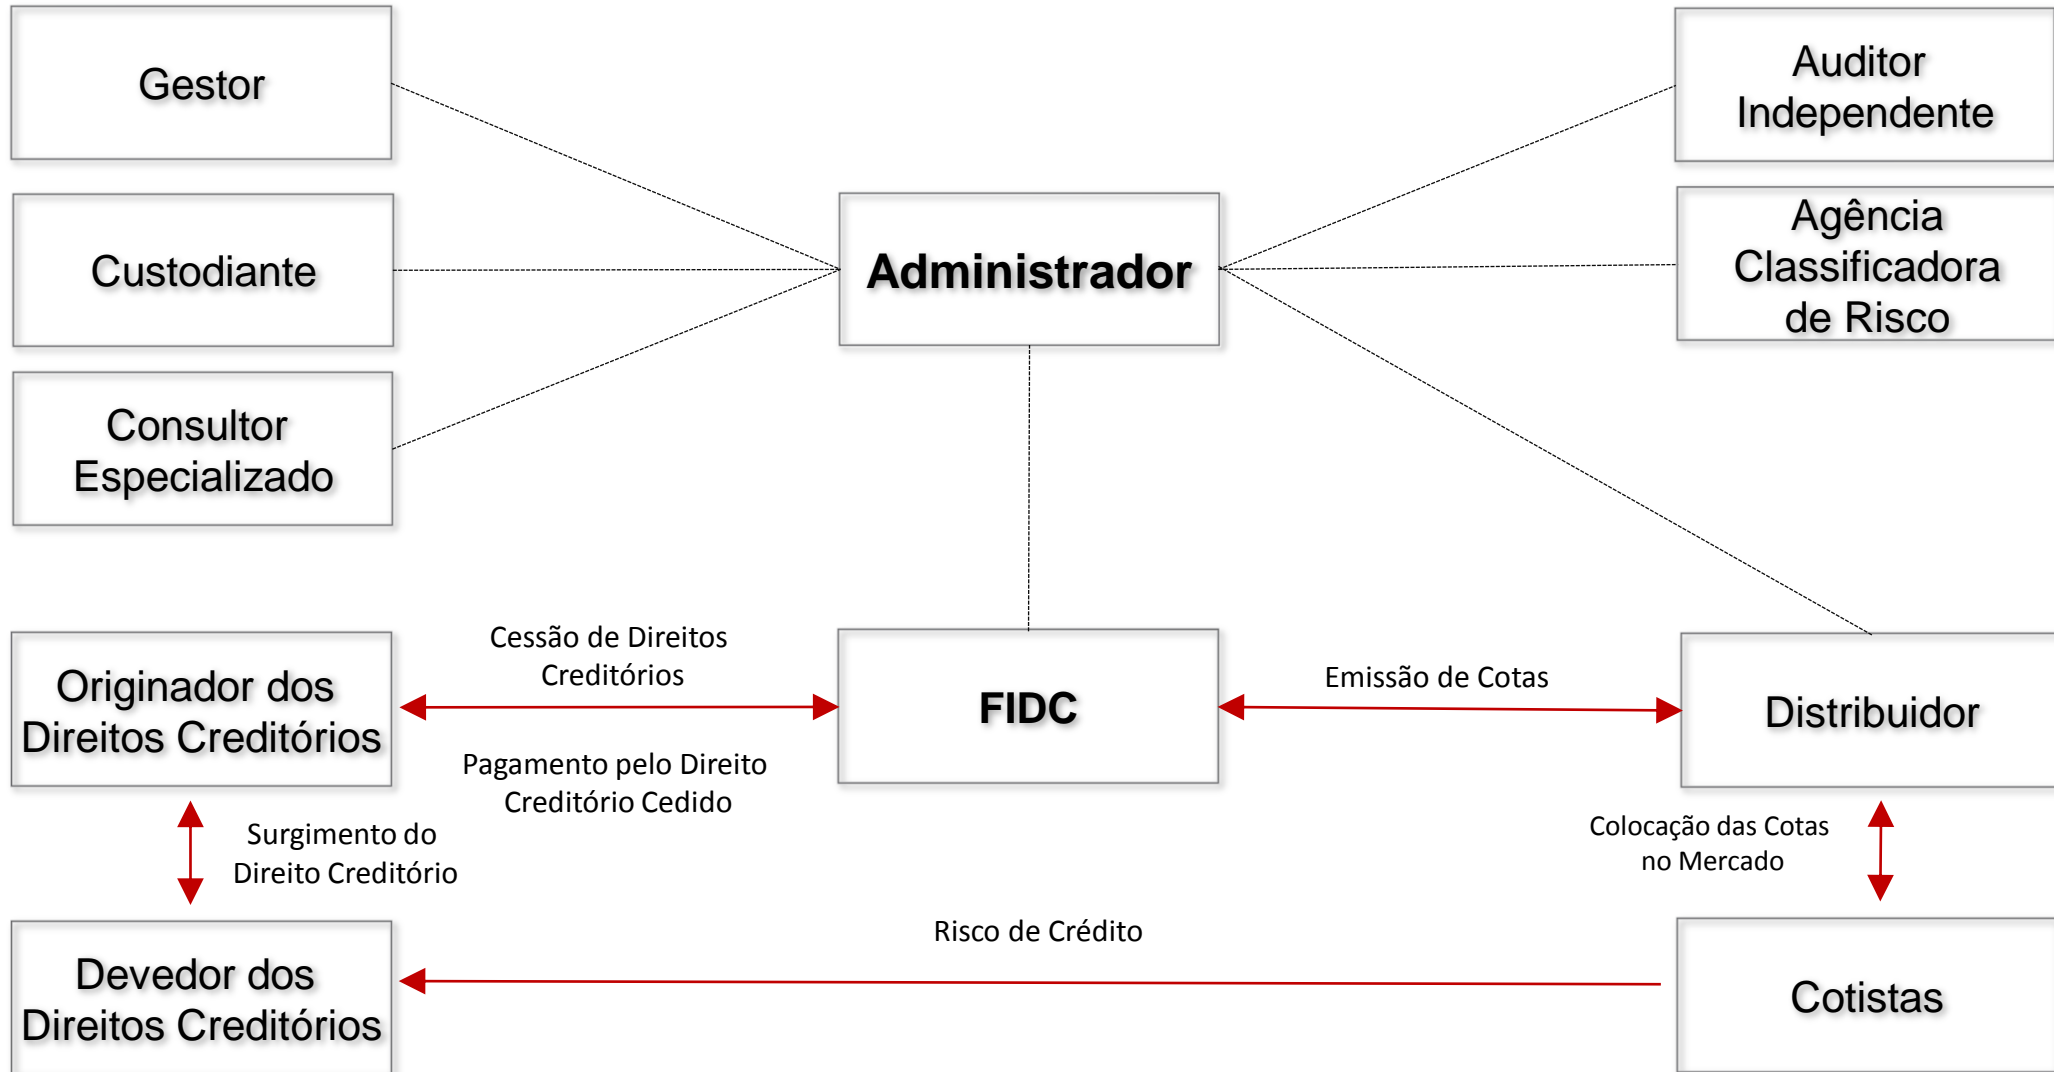 Gestor
Auditor
Independente
Custodiante
Administrador
Agência
Classificadora
de Risco
Consultor
Especializado
Originador dos
Direitos Creditórios
Cessão de Direitos
Creditórios
Pagamento pelo Direito
Creditório Cedido
FIDC
Emissão de Cotas
Distribuidor
Surgimento do
Direito Creditório
Colocação das Cotas
no Mercado
Devedor dos
Direitos Creditórios
Risco de Crédito
Cotistas